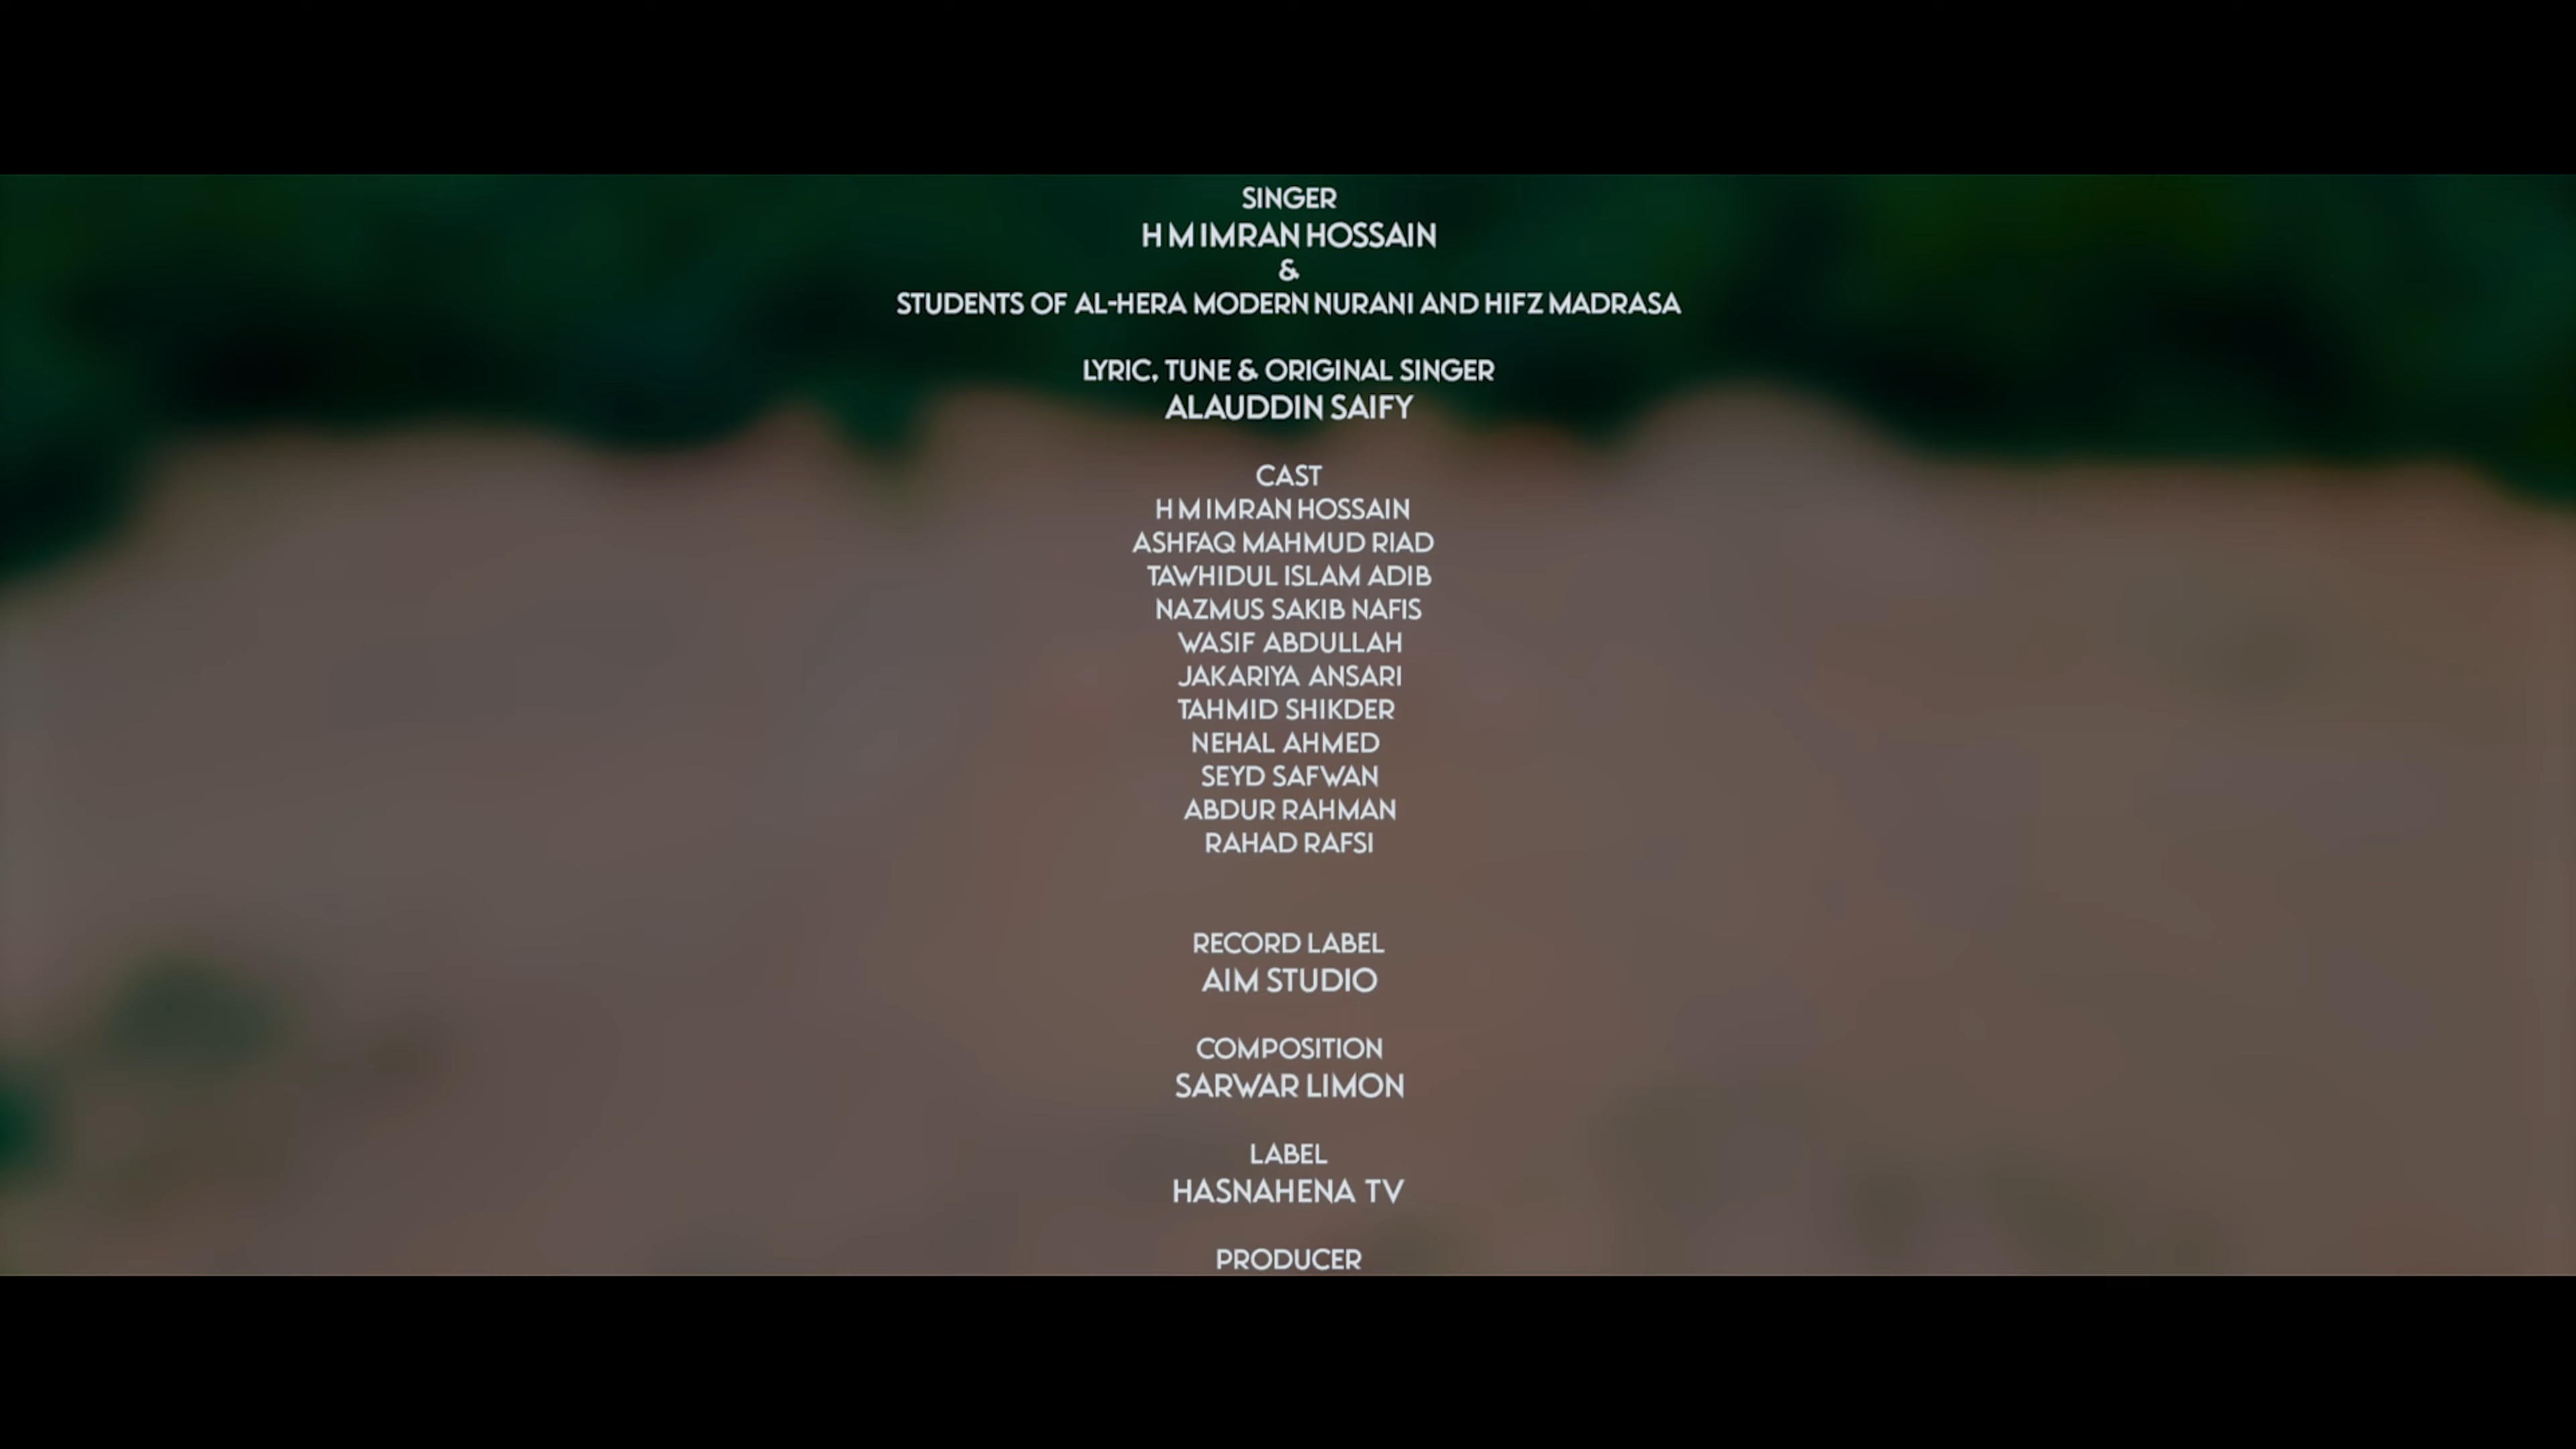 SINGER
H M IMRAN HOSSAIN
&
STUDENTS OF AL-HERA MODERN NURANI AND HIFZ MADRASA
LYRIC, TUNE & ORIGINAL SINGER
ALAUDDIN SAIFY
CAST
H M IMRAN HOSSAIN
ASHFAQ MAHMUD RIAD
TAWHIDUL ISLAM ADIB
NAZMUS SAKIB NAFIS
WASIF ABDULLAH
JAKARIYA ANSARI
TAHMID SHIKDER
NEHAL AHMED
SEYD SAFWAN
ABDUR RAHMAN
RAHAD RAFSI
RECORD LABEL
AIM STUDIO
COMPOSITION
SARWAR LIMON
LABEL
HASNAHENA TV
PRODUCER